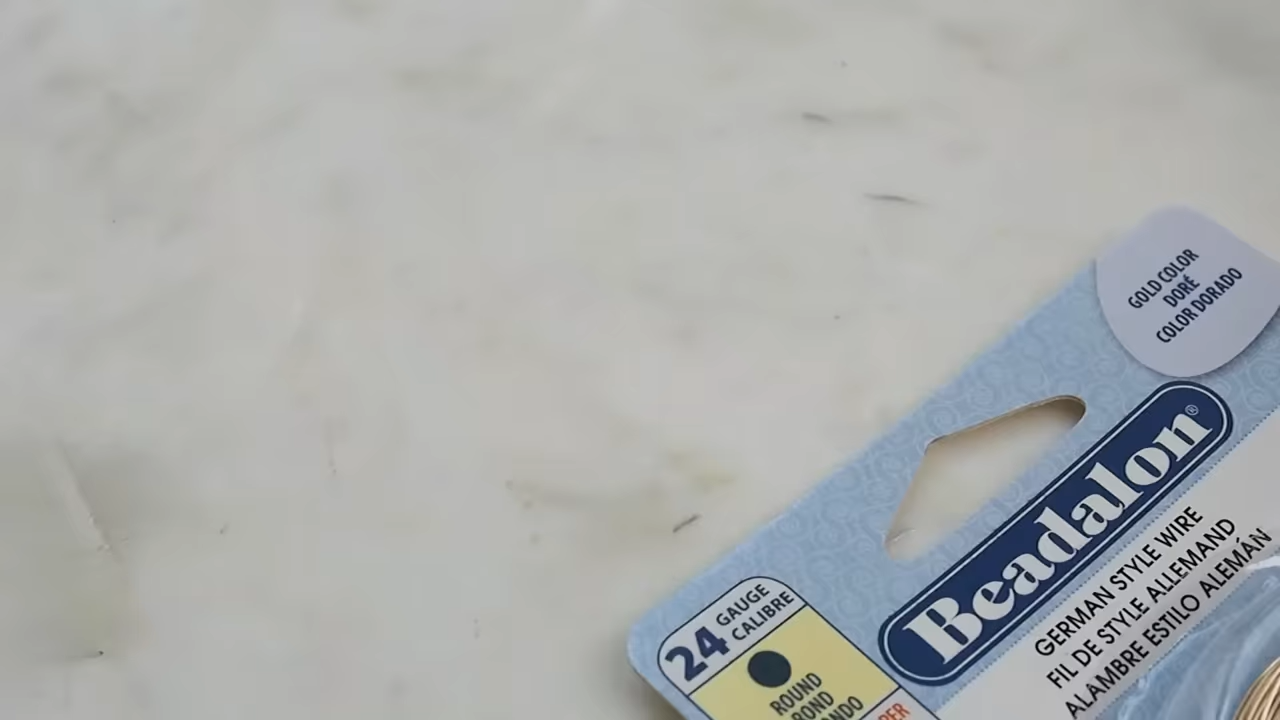 GOLD COLOR
DORÉ
COLOR DORADO
Beadalon®
GERMAN STYLE WIRE
FIL DE STYLE ALLEMAND
ALAMBRE ESTILO ALEMÁN
24 GAUGE
CALIBRE
ROUND